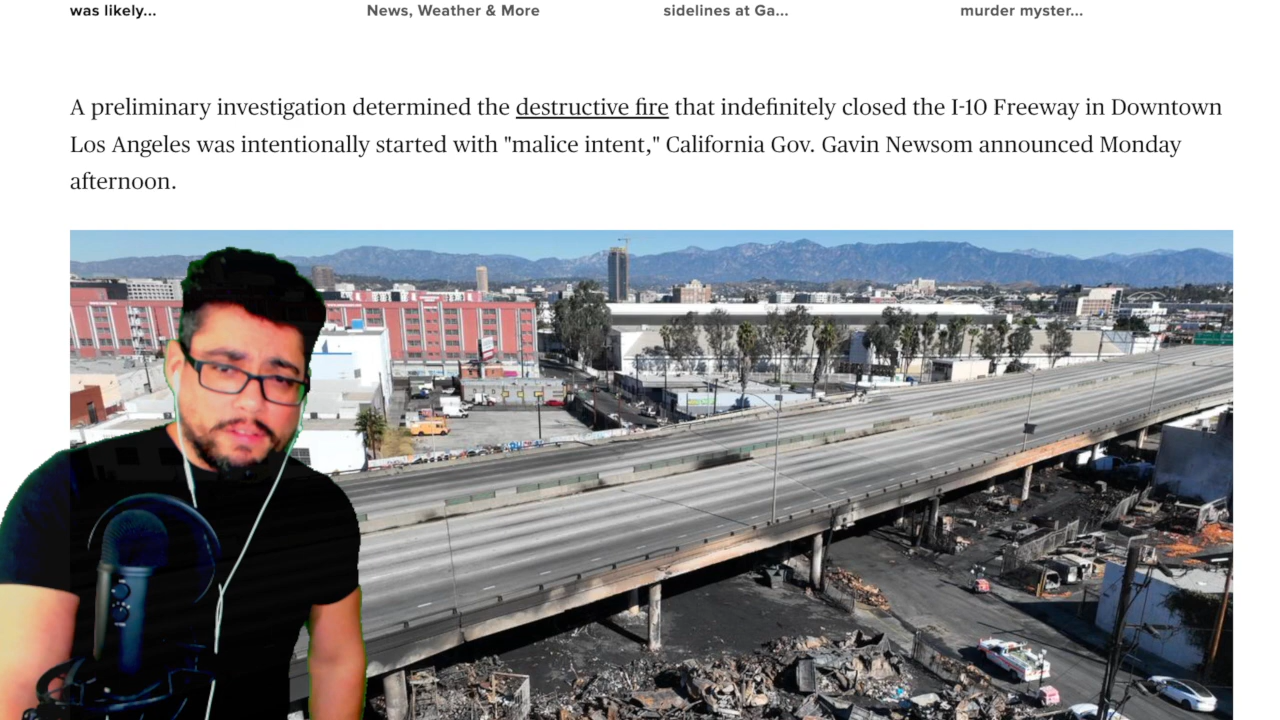 was likely...
News, Weather & More
sidelines at Ga...
murder myster...
A preliminary investigation determined the destructive fire that indefinitely closed the I-10 Freeway in Downtown
Los Angeles was intentionally started with "malice intent," California Gov. Gavin Newsom announced Monday
afternoon.